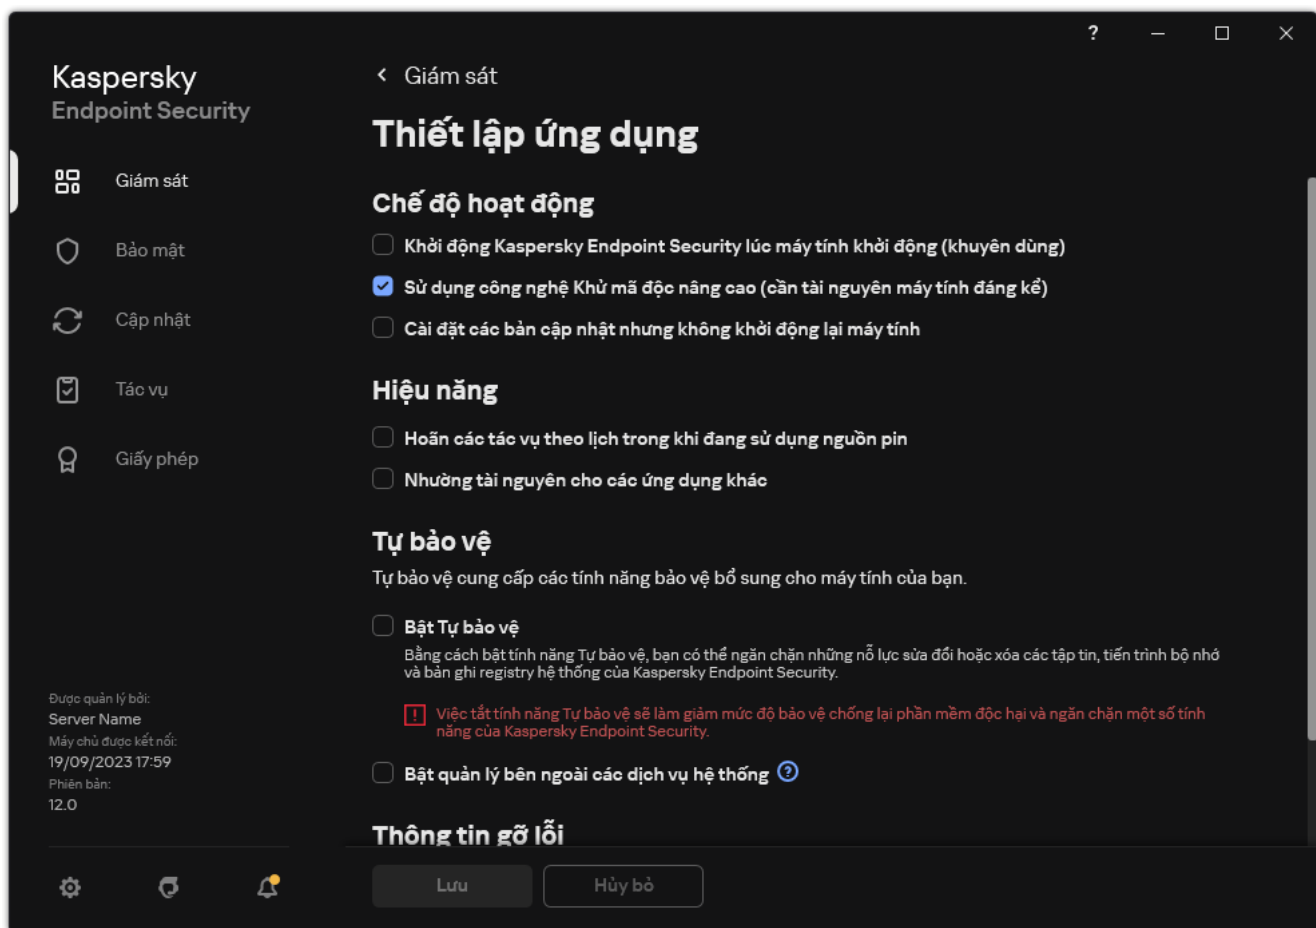 ?
Kaspersky
Endpoint Security
Giám sát
Bảo mật
Cập nhật
Tác vụ
Giấy phép
Được quản lý bởi:
Server Name
Máy chủ được kết nối:
19/09/2023 17:59
Phiên bản:
12.0
Giám sát
Thiết lập ứng dụng
Chế độ hoạt động
Khởi động Kaspersky Endpoint Security lúc máy tính khởi động (khuyên dùng)
Sử dụng công nghệ Khử mã độc nâng cao (cần tài nguyên máy tính đáng kể)
Cài đặt các bản cập nhật nhưng không khởi động lại máy tính
Hiệu năng
Hoãn các tác vụ theo lịch trong khi đang sử dụng nguồn pin
Nhường tài nguyên cho các ứng dụng khác
Tự bảo vệ
Tự bảo vệ cung cấp các tính năng bảo vệ bổ sung cho máy tính của bạn.
Bật Tự bảo vệ
Bằng cách bật tính năng Tự bảo vệ, bạn có thể ngăn chặn những nỗ lực sửa đổi hoặc xóa các tập tin, tiến trình bộ nhớ
và bản ghi registry hệ thống của Kaspersky Endpoint Security.
Việc tắt tính năng Tự bảo vệ sẽ làm giảm mức độ bảo vệ chống lại phần mềm độc hại và ngăn chặn một số tính
năng của Kaspersky Endpoint Security.
Bật quản lý bên ngoài các dịch vụ hệ thống ?
Thông tin gỡ lỗi
Lưu
Hủy bỏ